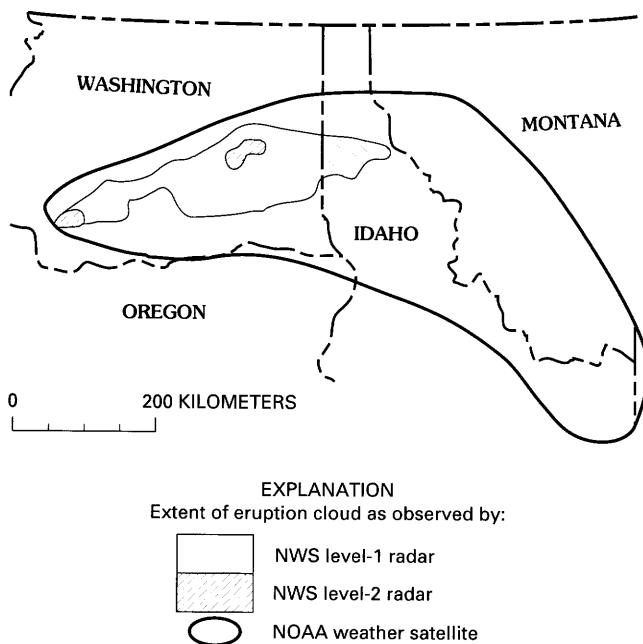 WASHINGTON
MONTANA
IDAHO
OREGON
0 200 KILOMETERS
EXPLANATION
Extent of eruption cloud as observed by:
NWS level-1 radar
NWS level-2 radar
NOAA weather satellite